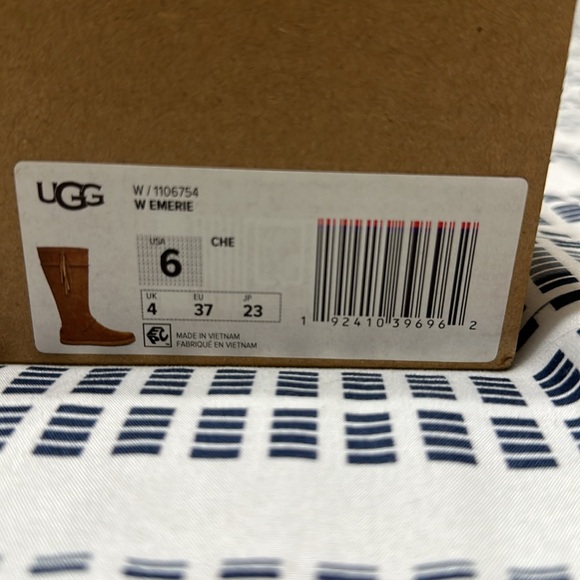 UGG
W / 1106754
W EMERIE
USA
6
CHE
UK EU JP
4 37 23
MADE IN VIETNAM
FABRIQUÉ EN VIETNAM
1 92410 39696 2